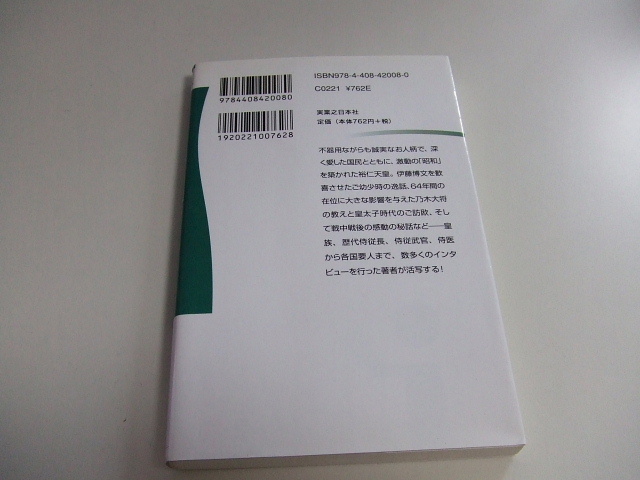 9784408420080
1920221007628
ISBN978-4-408-42008-0
C0221 ¥762E
実業之日本社
定価（本体762円+税）
不器用ながらも誠実なお人柄で、深
く愛した国民とともに、激動の「昭和」
を築かれた裕仁天皇。伊藤博文を歓
喜させたご幼少時の逸話、64年間の
在位に大きな影響を与えた乃木大将
の教えと皇太子時代のご訪欧、そし
て戦中戦後の感動の秘話など──皇
族、歴代侍従長、侍従武官、侍医
から各国要人まで、数多くのインタ
ビューを行った著者が活写する!